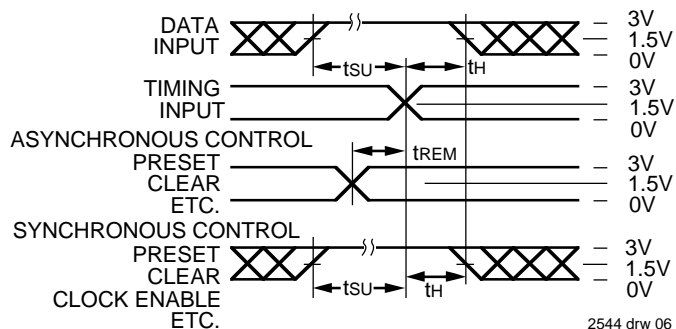 DATA INPUT
3V
1.5V
0V
tSU
tH
TIMING INPUT
3V
1.5V
0V
ASYNCHRONOUS CONTROL
tREM
PRESET
CLEAR
ETC.
3V
1.5V
0V
SYNCHRONOUS CONTROL
PRESET
CLEAR
CLOCK ENABLE
ETC.
3V
1.5V
0V
tSU
tH
2544 drw 06